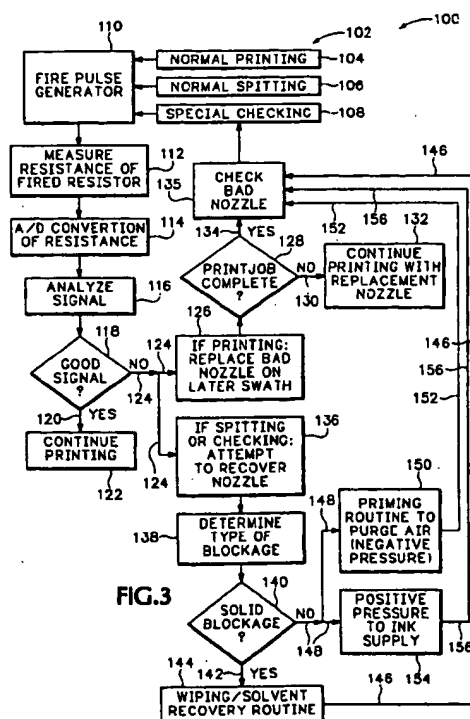 100
102
110
FIRE PULSE
GENERATOR
NORMAL PRINTING
104
NORMAL SPITTING
106
SPECIAL CHECKING
108
MEASURE
RESISTANCE OF
FIRED RESISTOR
112
A/D CONVERTION
OF RESISTANCE
114
ANALYZE
SIGNAL
116
118
GOOD
SIGNAL
?
NO
124
124
120
YES
CONTINUE
PRINTING
122
135
CHECK
BAD
NOZZLE
146
156
152
134
YES
128
PRINTJOB
COMPLETE
?
NO
130
132
CONTINUE
PRINTING WITH
REPLACEMENT
NOZZLE
126
IF PRINTING:
REPLACE BAD
NOZZLE ON
LATER SWATH
124
136
IF SPITTING
OR CHECKING:
ATTEMPT TO
RECOVER
NOZZLE
146
156
152
138
DETERMINE
TYPE OF
BLOCKAGE
150
148
PRIMING
ROUTINE TO
PURGE AIR
(NEGATIVE
PRESSURE)
FIG.3
140
SOLID
BLOCKAGE
?
NO
148
POSITIVE
PRESSURE
TO INK
SUPPLY
154
156
142
YES
144
WIPING/SOLVENT
RECOVERY ROUTINE
146